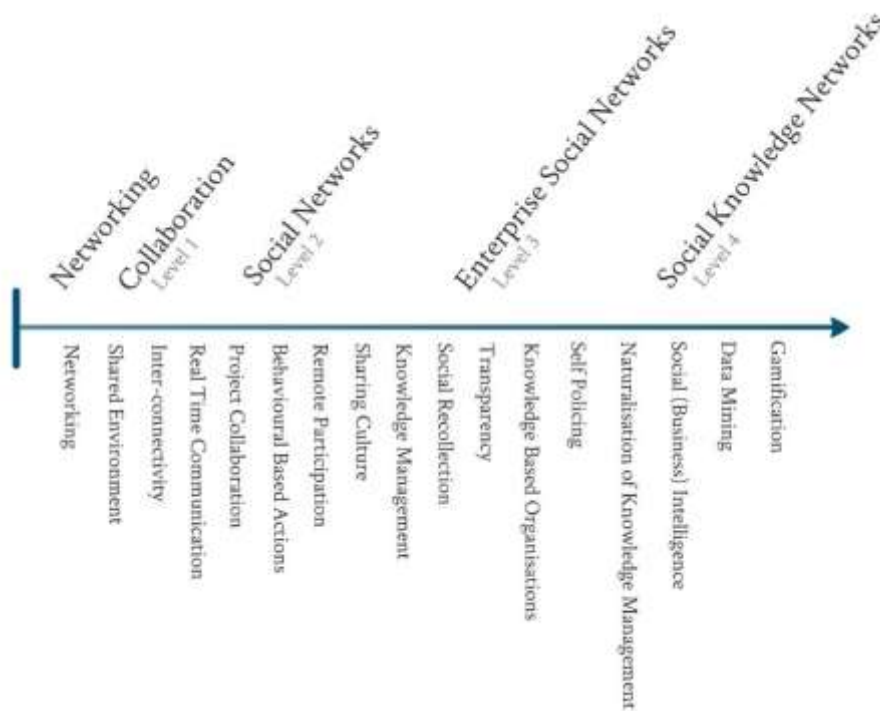 Networking
Collaboration
Level 1
Social Networks
Level 2
Enterprise Social Networks
Level 3
Social Knowledge Networks
Level 4
Networking
Shared Environment
Inter-connectivity
Real Time Communication
Project Collaboration
Behavioural Based Actions
Remote Participation
Sharing Culture
Knowledge Management
Social Recollection
Transparency
Knowledge Based Organisations
Self Policing
Naturalisation of Knowledge Management
Social (Business) Intelligence
Data Mining
Gamification